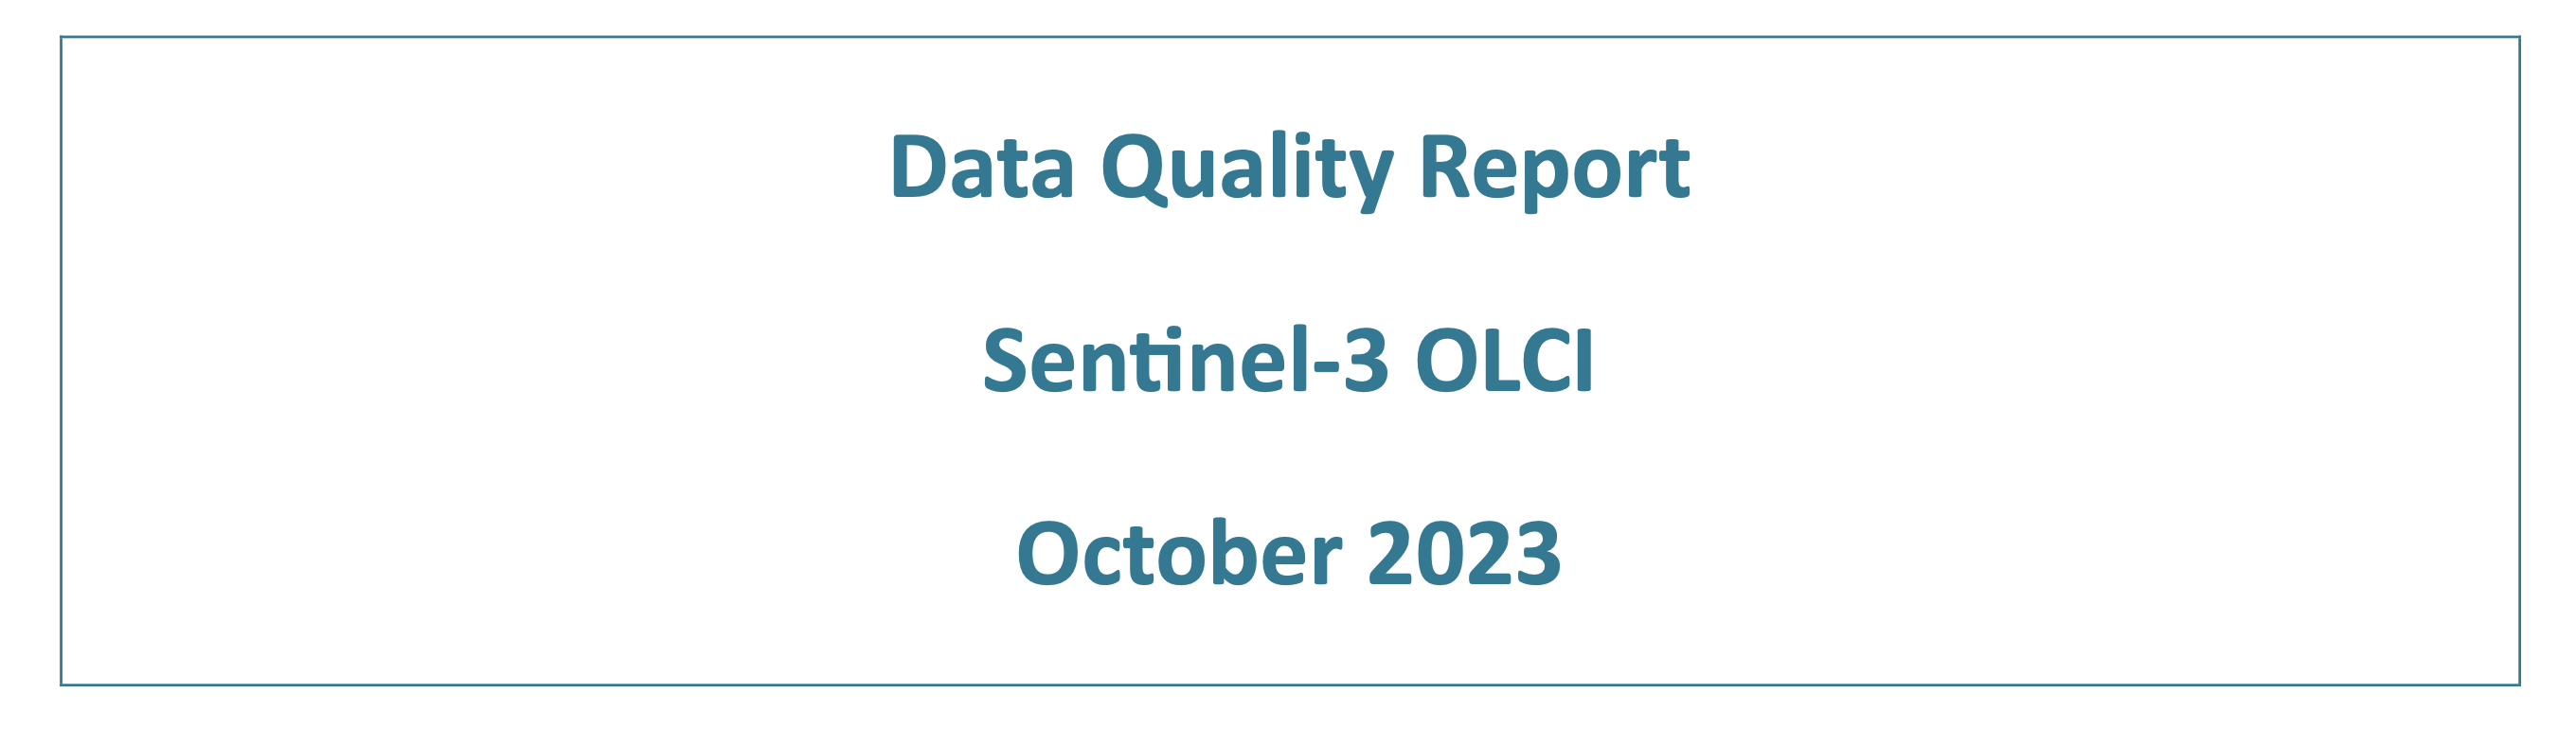 Data Quality Report
Sentinel-3 OLCI
October 2023